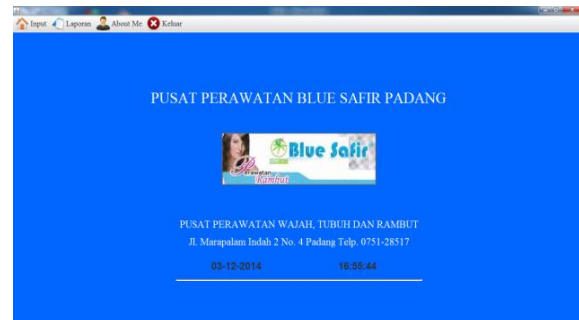 Input Laporan About Me Keluar
PUSAT PERAWATAN BLUE SAFIR PADANG
Blue Safir
Perawatan
Rambut
PUSAT PERAWATAN WAJAH, TUBUH DAN RAMBUT
Jl. Marapalam Indah 2 No. 4 Padang Telp. 0751-28517
03-12-2014 16:55:44